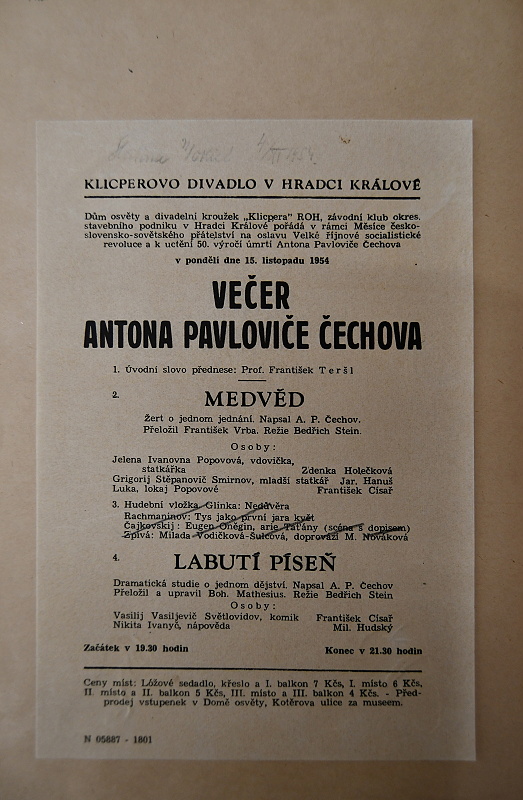 KLICPEROVO DIVADLO V HRADCI KRÁLOVÉ
Dům osvěty a divadelní kroužek „Klicpera" ROH, závodní klub okres.
stavebního podniku v Hradci Králové pořádá v rámci Měsíce česko-
slovensko-sovětského přátelství na oslavu Velké říjnové socialistické
revoluce a k uctění 50. výročí úmrtí Antona Pavloviče Čechova
v pondělí dne 15. listopadu 1954
VEČER
ANTONA PAVLOVIČE ČECHOVA
1. Úvodní slovo přednese: Prof. František Teršl
2.
MEDVĚD
Žert o jednom jednání. Napsal A. P. Čechov.
Přeložil František Vrba. Režie Bedřich Stein.
Osoby:
Jelena Ivanovna Popovová, vdovička,
statkářka Zdenka Holečková
Grigorij Stěpanovič Smirnov, mladší statkář Jar. Hanuš
Luka, lokaj Popovové František Císař
3. Hudební vložka Glinka: Nedůvěra
Rachmaninov: Tys jako první jara květ
Čajkovskij: Eugen Oněgin, arie Taťány (scéna s dopisem)
Zpívá: Milada Vodičková-Šulcová, doprovází M. Nováková
4.
LABUTÍ PÍSEŇ
Dramatická studie o jednom dějství. Napsal A. P. Čechov
Přeložil a upravil Boh. Mathesius. Režie Bedřich Stein
Osoby:
Vasilij Vasiljevič Světlovidov, komik František Císař
Nikita Ivanyč, nápověda Mil. Hudský
Začátek v 19.30 hodin Konec v 21.30 hodin
Ceny míst: Lóžové sedadlo, křeslo a I. balkon 7 Kčs, I. místo 6 Kčs,
II. místo a II. balkon 5 Kčs, III. místo a III. balkon 4 Kčs. - Před-
prodej vstupenek v Domě osvěty, Kotěrova ulice za museem.
N 05887 - 1801